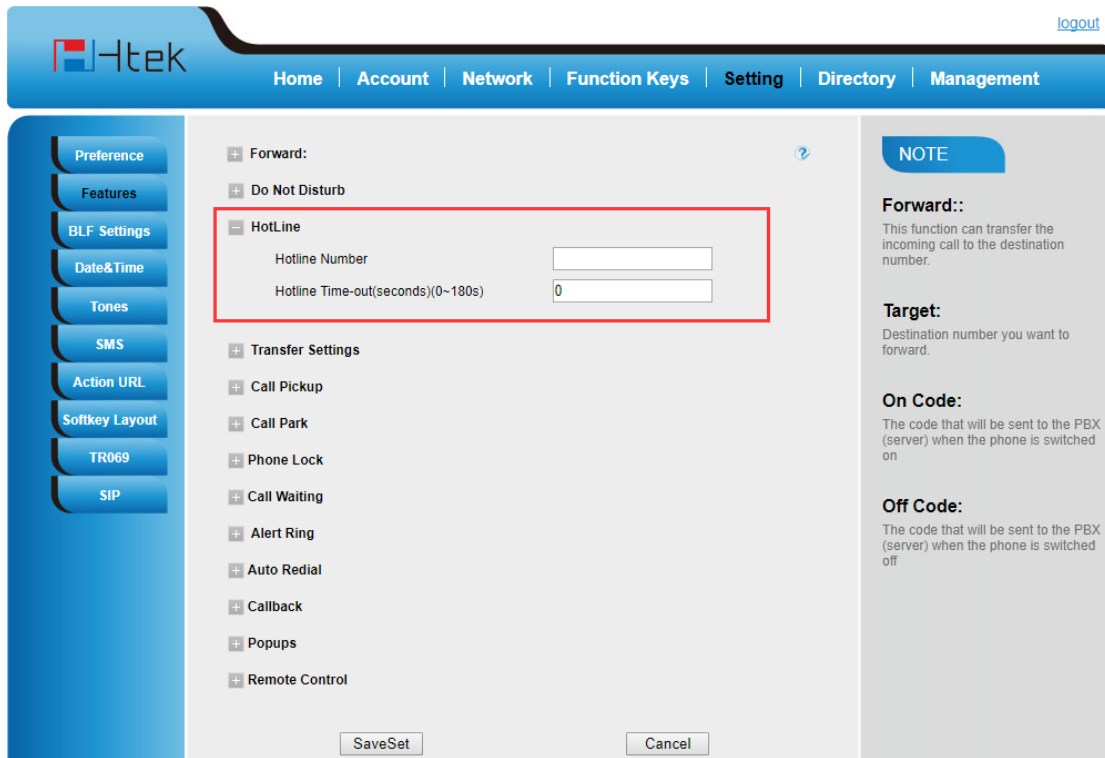 logout
Htek
Home Account Network Function Keys Setting Directory Management
Preference
Features
BLF Settings
Date&Time
Tones
SMS
Action URL
Softkey Layout
TR069
SIP
Forward:
Do Not Disturb
HotLine
Hotline Number
Hotline Time-out(seconds)(0~180s) 0
Transfer Settings
Call Pickup
Call Park
Phone Lock
Call Waiting
Alert Ring
Auto Redial
Callback
Popups
Remote Control
SaveSet Cancel
NOTE
Forward::
This function can transfer the
incoming call to the destination
number.
Target:
Destination number you want to
forward.
On Code:
The code that will be sent to the PBX
(server) when the phone is switched
on
Off Code:
The code that will be sent to the PBX
(server) when the phone is switched
off